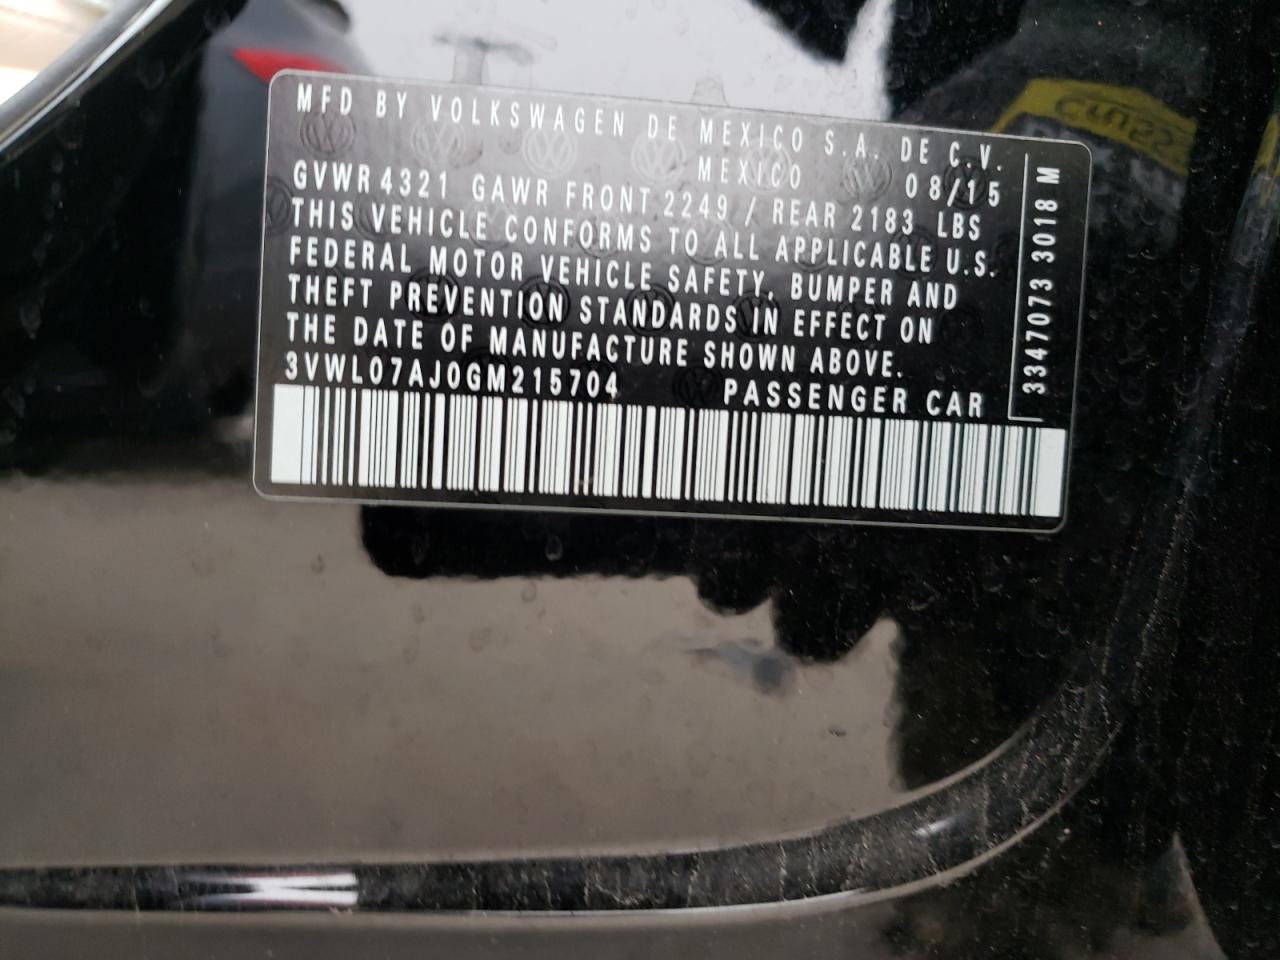 MFD BY VOLKSWAGEN DE MEXICO S.A. DE C.V.
MEXICO 08/15
GVWR 4321 GAWR FRONT 2249 / REAR 2183 LBS
THIS VEHICLE CONFORMS TO ALL APPLICABLE U.S.
FEDERAL MOTOR VEHICLE SAFETY, BUMPER AND
THEFT PREVENTION STANDARDS IN EFFECT ON
THE DATE OF MANUFACTURE SHOWN ABOVE.
3VWL07AJ0GM215704 PASSENGER CAR
3347073 3018 M